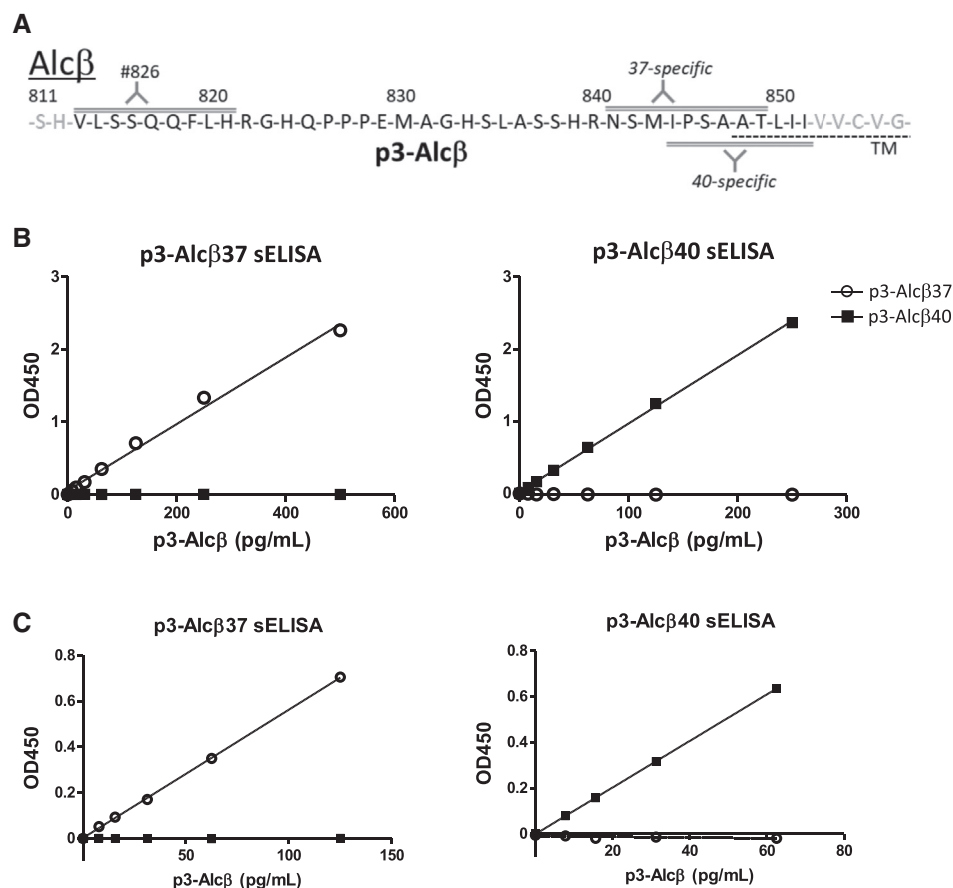 A
Alcβ
#826
37-specific
811 820 830 840 850
-S-H-V-L-S-S-Q-Q-F-L-H-R-G-H-Q-P-P-P-E-M-A-G-H-S-L-A-S-S-H-R-N-S-M-I-P-S-A-A-T-L-I-I-V-V-C-V-G-
p3-Alcβ
TM
40-specific
B
p3-Alcβ37 sELISA
3
2
1
0
OD450
0 200 400 600
p3-Alcβ (pg/mL)
p3-Alcβ40 sELISA
3
2
1
0
OD450
0 100 200 300
p3-Alcβ (pg/mL)
p3-Alcβ37
p3-Alcβ40
C
p3-Alcβ37 sELISA
0.8
0.6
0.4
0.2
0
OD450
50 100 150
p3-Alcβ (pg/mL)
p3-Alcβ40 sELISA
0.8
0.6
0.4
0.2
0
OD450
20 40 60 80
p3-Alcβ (pg/mL)